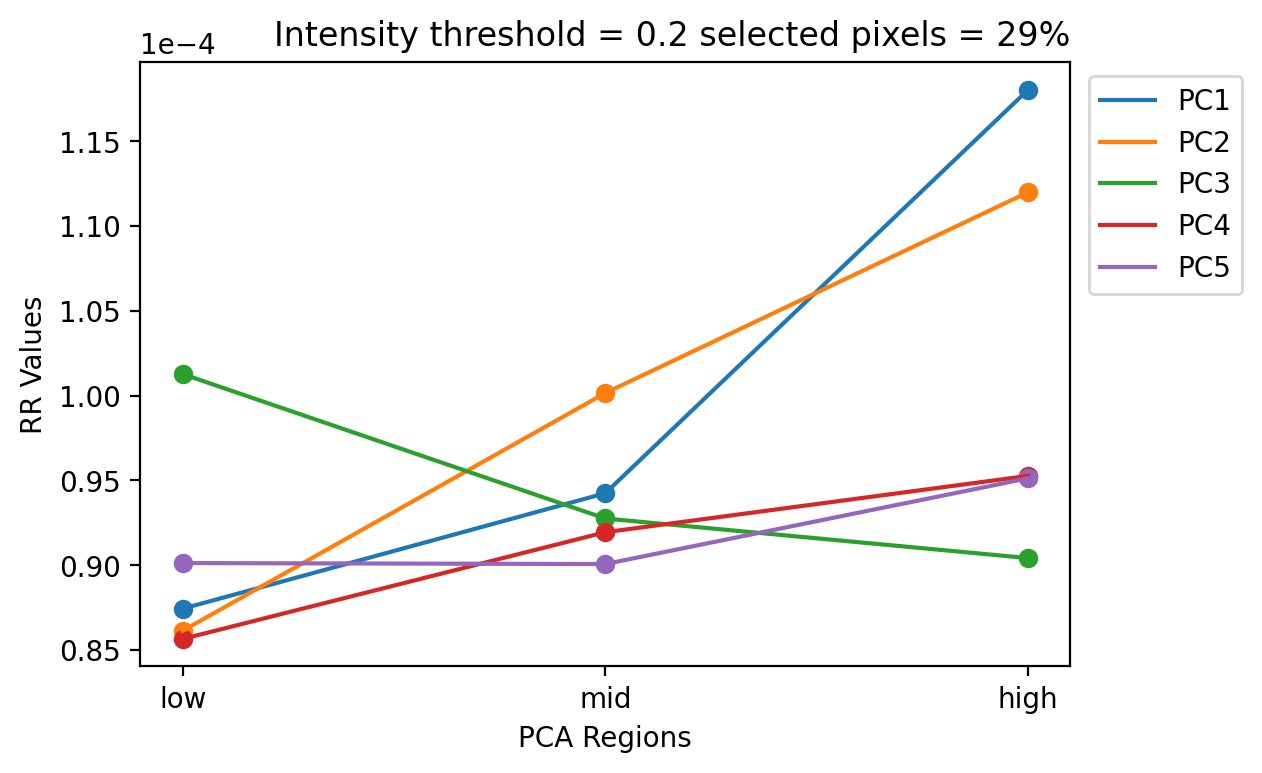 Intensity threshold = 0.2 selected pixels = 29%
1e−4
1.15
1.10
1.05
1.00
0.95
0.90
0.85
RR Values
low mid high
PCA Regions
PC1
PC2
PC3
PC4
PC5